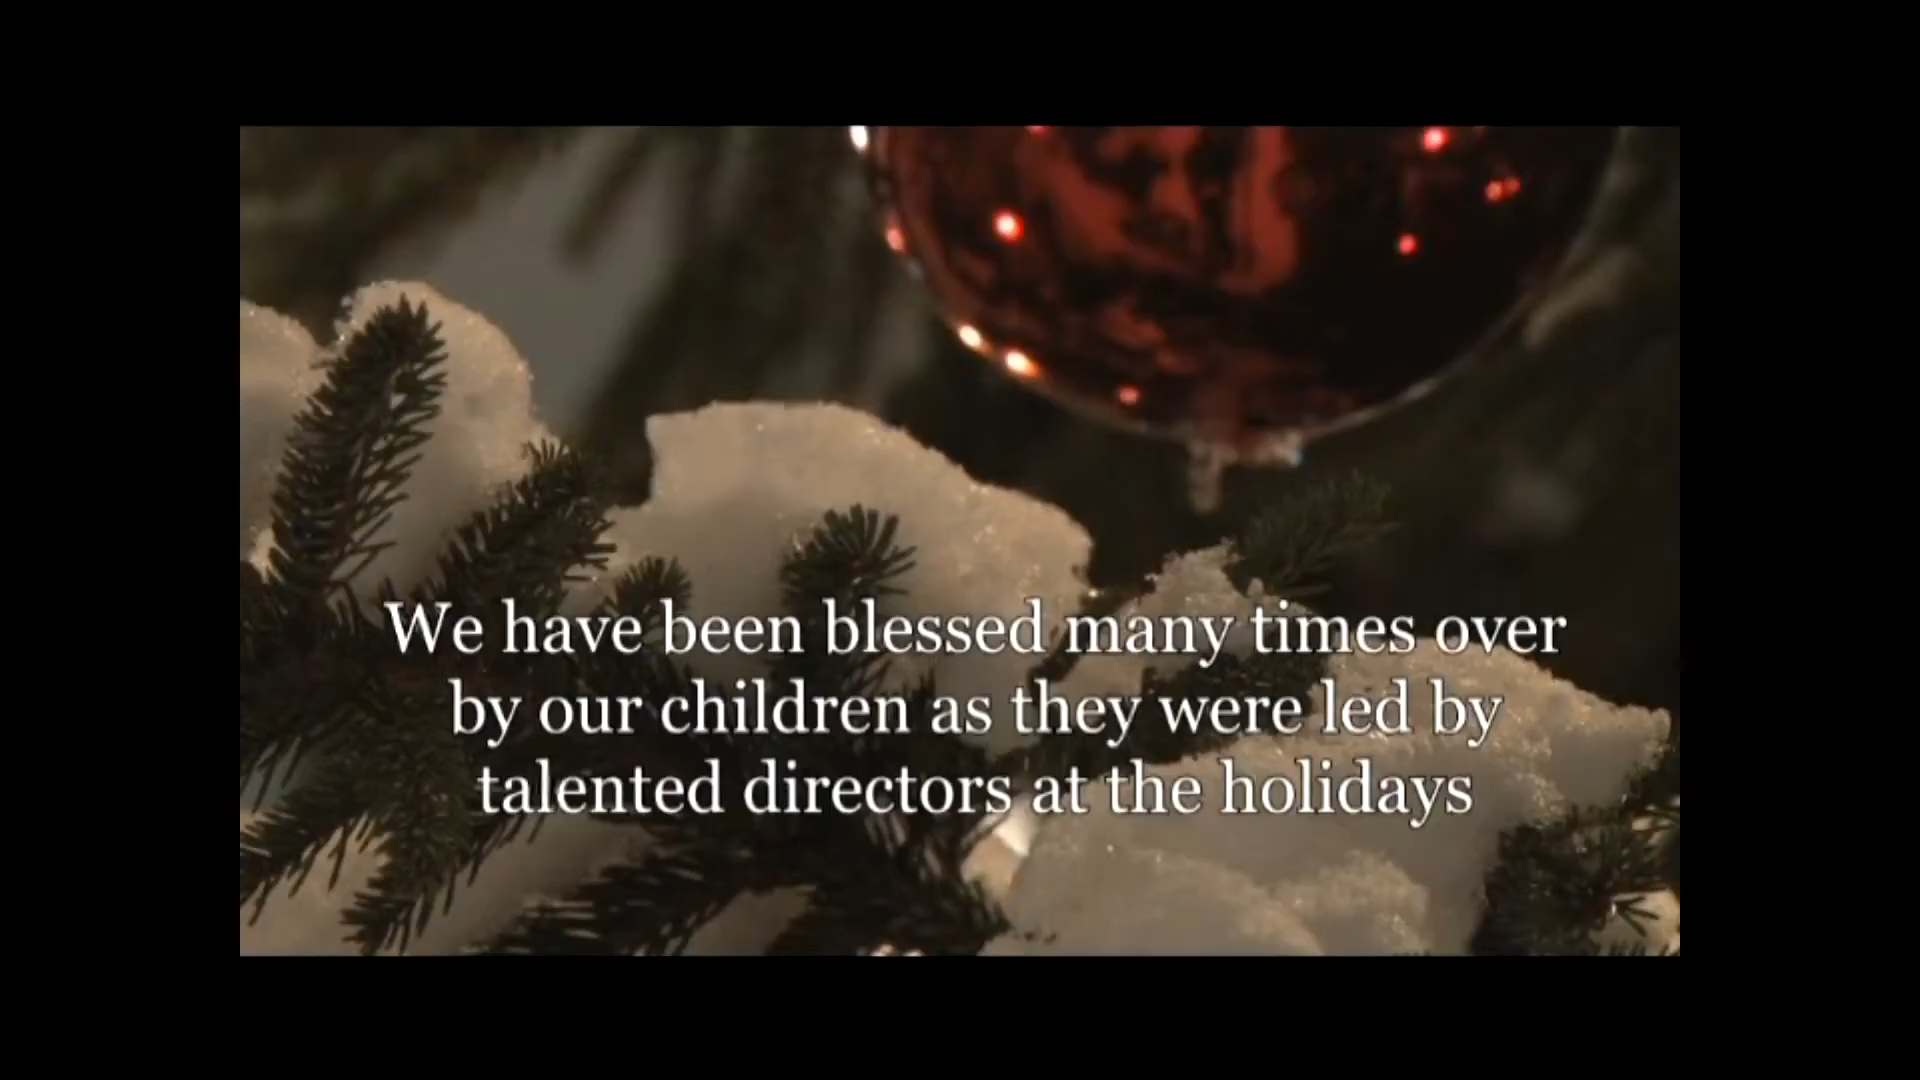 We have been blessed many times over
by our children as they were led by
talented directors at the holidays